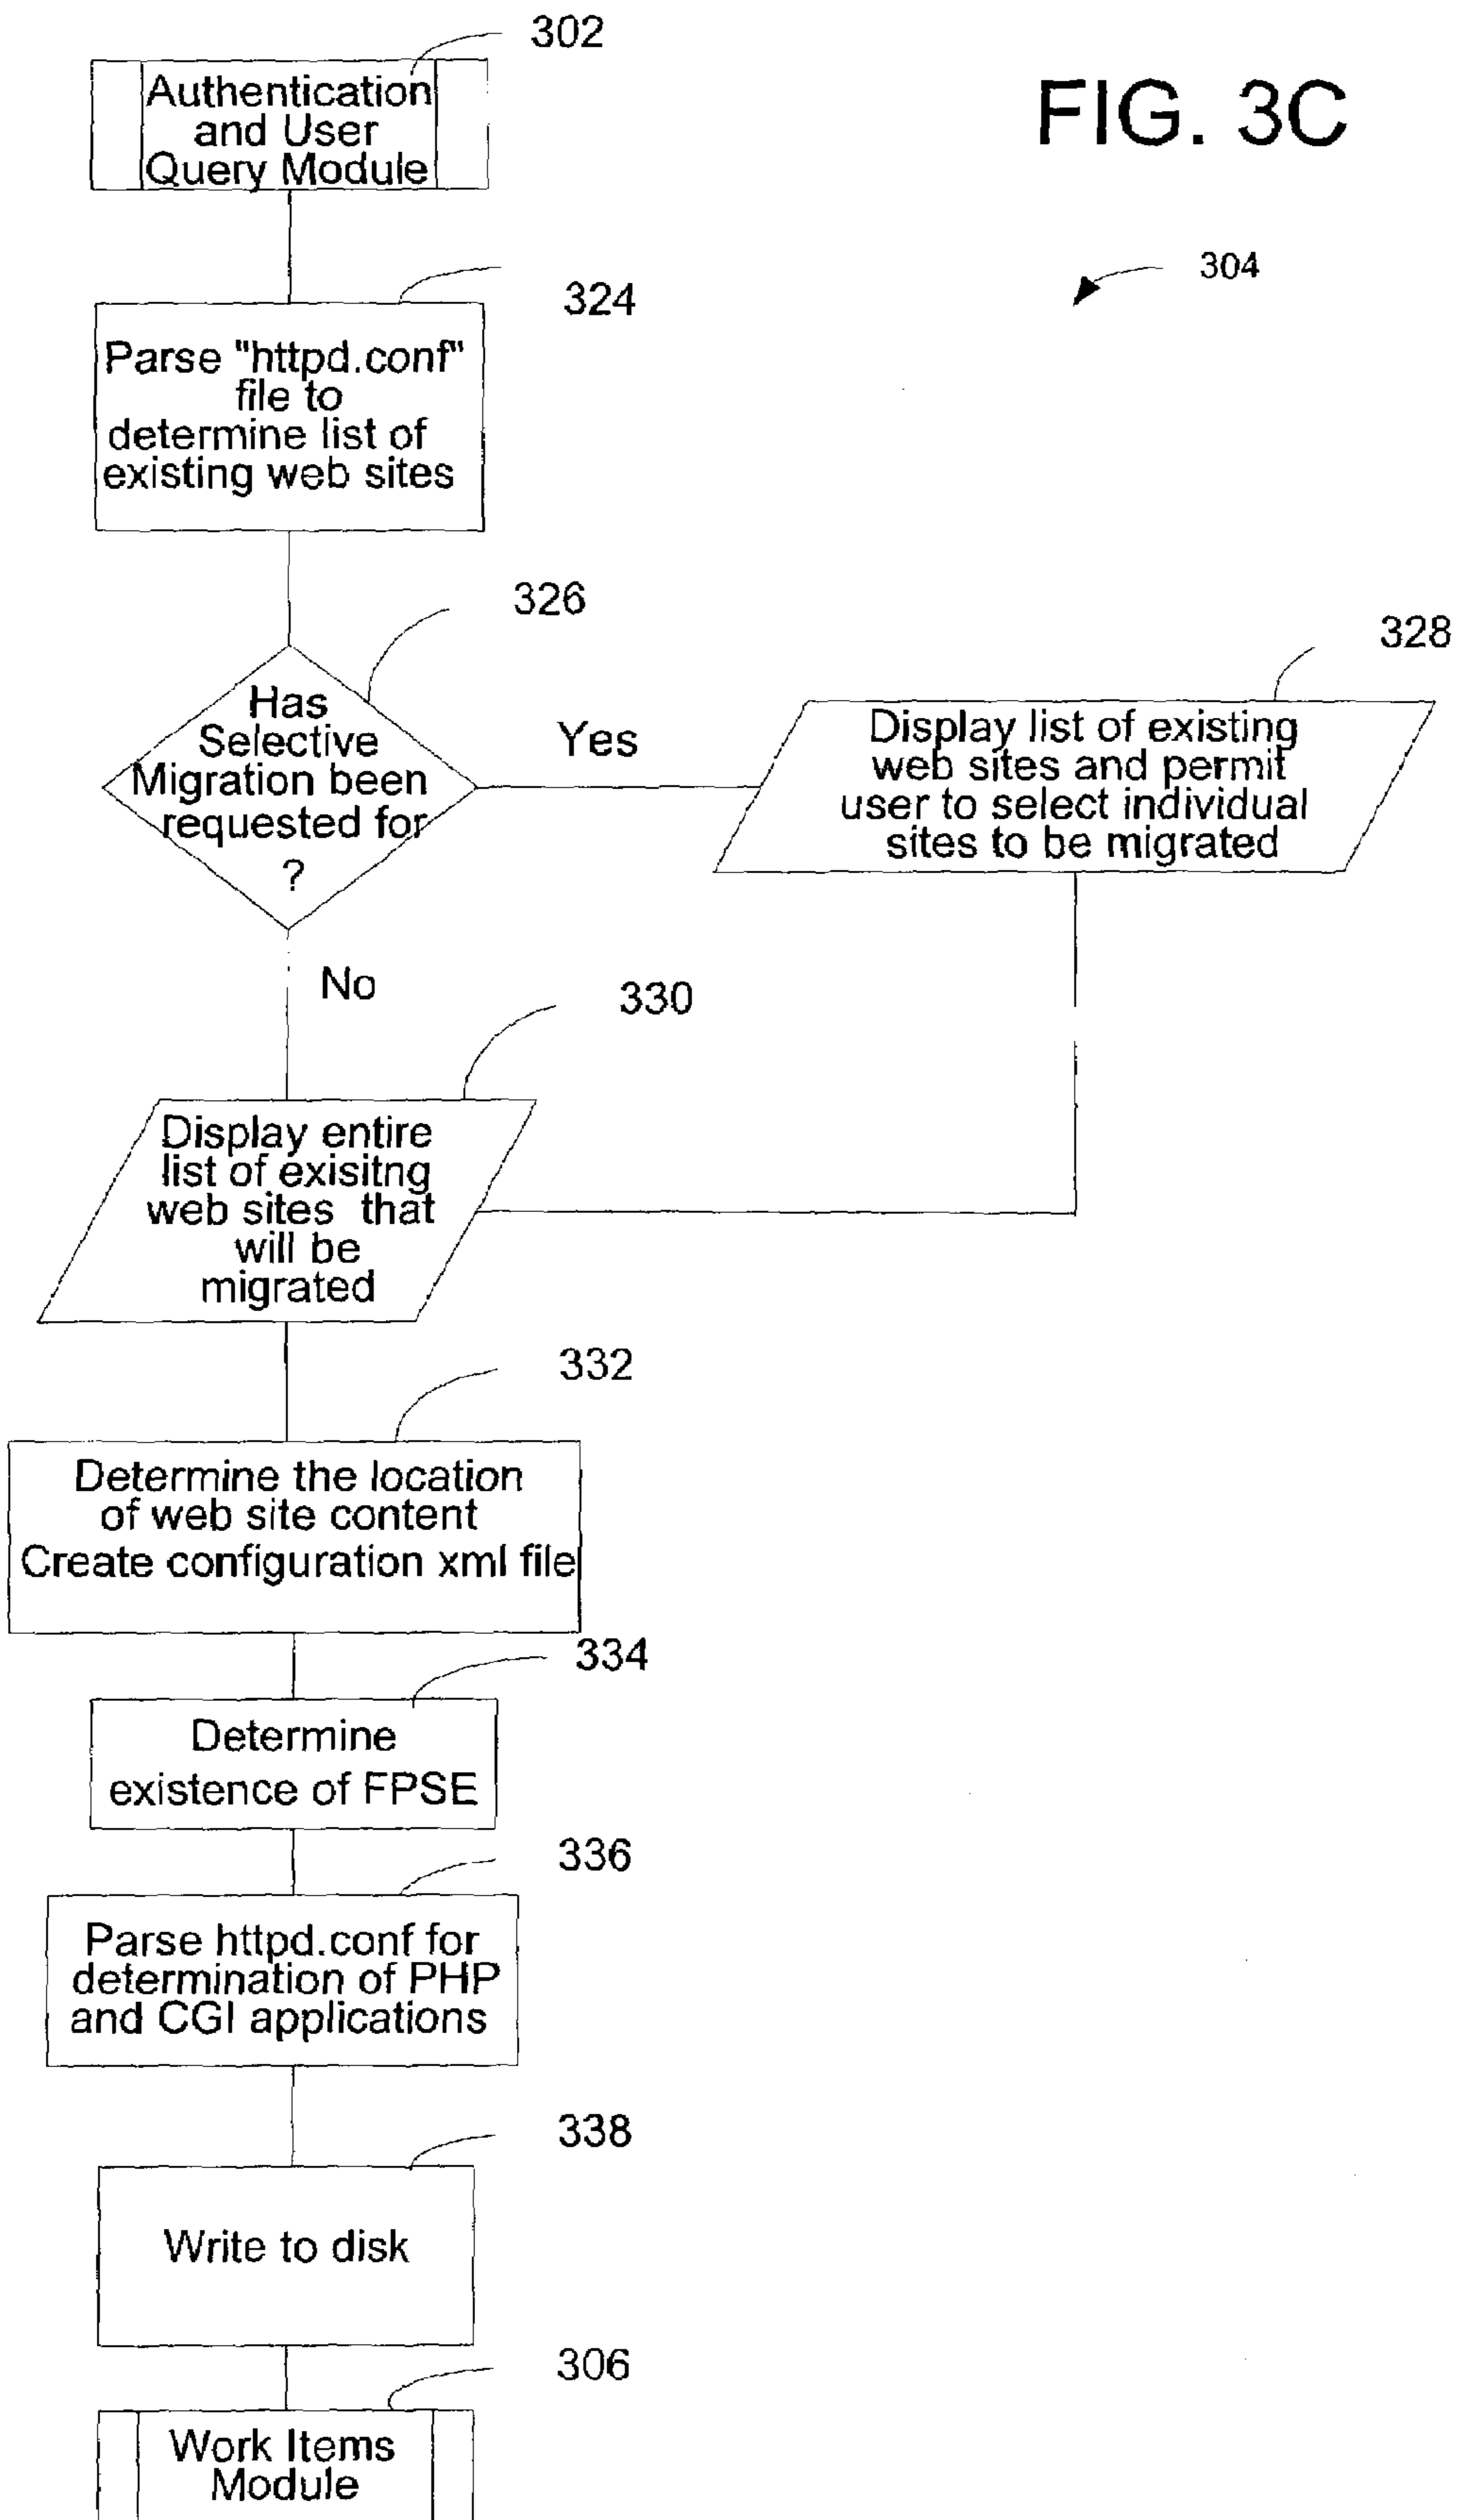 302
Authentication
and User
Query Module
FIG. 3C
304
324
Parse "httpd.conf"
file to
determine list of
existing web sites
326
Has
Selective
Migration been
requested for
?
Yes
328
Display list of existing
web sites and permit
user to select individual
sites to be migrated
No
330
Display entire
list of exisitng
web sites that
will be
migrated
332
Determine the location
of web site content
Create configuration xml file
334
Determine
existence of FPSE
336
Parse httpd.conf for
determination of PHP
and CGI applications
338
Write to disk
306
Work Items
Module